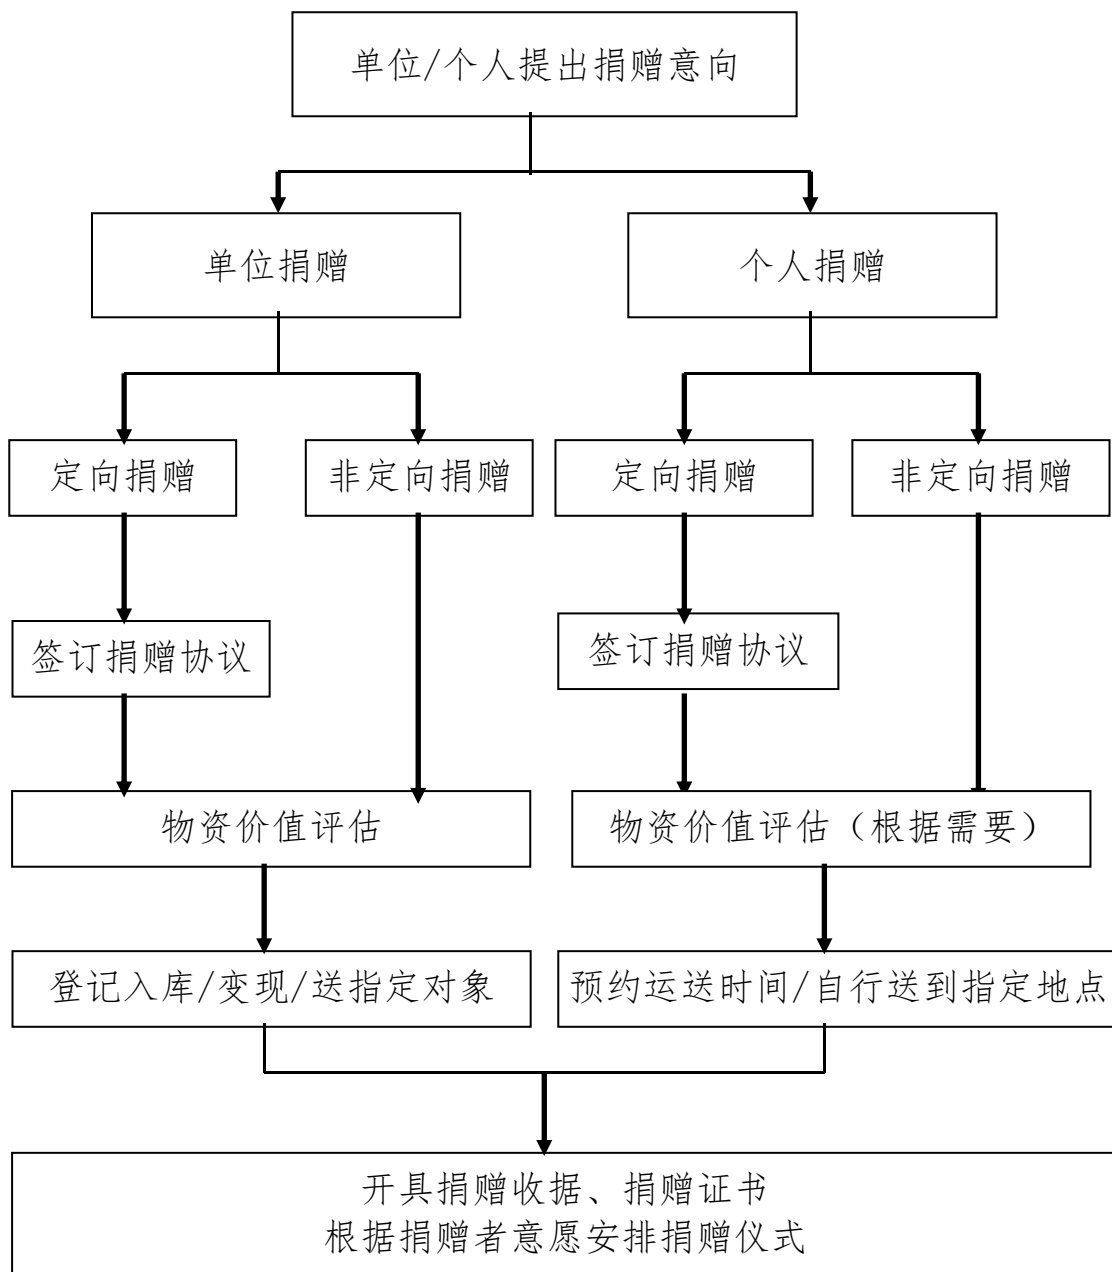 单位/个人提出捐赠意向
单位捐赠
个人捐赠
定向捐赠
非定向捐赠
定向捐赠
非定向捐赠
签订捐赠协议
签订捐赠协议
物资价值评估
物资价值评估（根据需要）
登记入库/变现/送指定对象
预约运送时间/自行送到指定地点
开具捐赠收据、捐赠证书
根据捐赠者意愿安排捐赠仪式